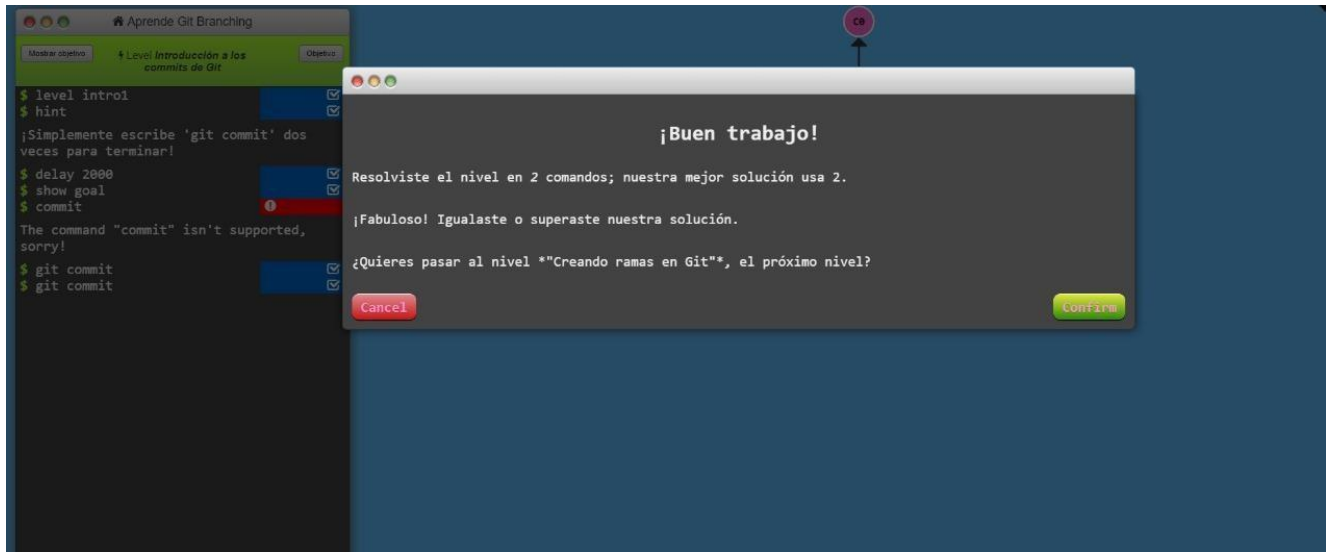 Aprende Git Branching
Mostrar objetivo
Level Introducción a los
commits de Git
Objetivo
$ level intro1
$ hint
¡Simplemente escribe 'git commit' dos
veces para terminar!
$ delay 2000
$ show goal
$ commit
The command "commit" isn't supported,
sorry!
$ git commit
$ git commit
c0
¡Buen trabajo!
Resolviste el nivel en 2 comandos; nuestra mejor solución usa 2.
¡Fabuloso! Igualaste o superaste nuestra solución.
¿Quieres pasar al nivel *"Creando ramas en Git"*, el próximo nivel?
Cancel
Confirm